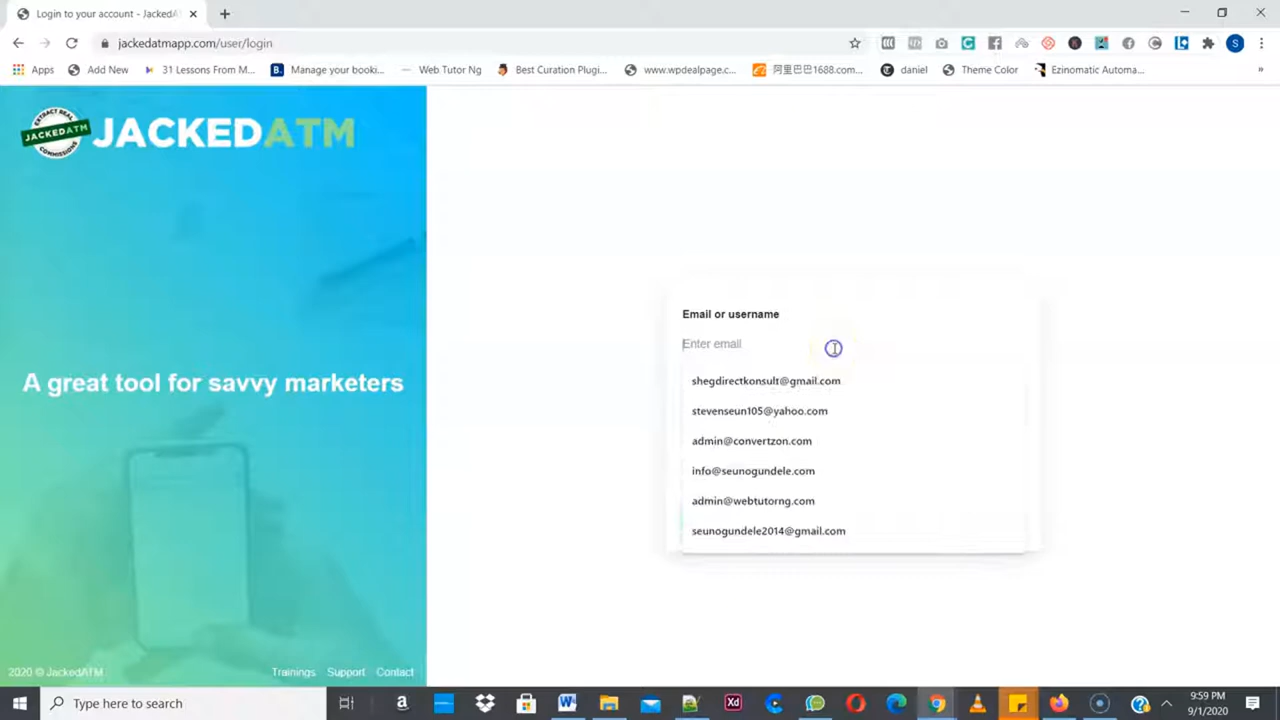 Login to your account - JackedA
jackedatmapp.com/user/login
Apps
Add New
31 Lessons From M...
Manage your booki...
Web Tutor Ng
Best Curation Plugi...
www.wpdealpage.c...
阿里巴巴1688.com...
daniel
Theme Color
Ezinomatic Automa...
»
EXTRACT REAL
JACKEDATM
COMMISSIONS
JACKEDATM
Email or username
Enter email
shegdirectkonsult@gmail.com
A great tool for savvy marketers
stevenseun105@yahoo.com
admin@convertzon.com
info@seunogundele.com
admin@webtutorng.com
seunogundele2014@gmail.com
2020 © JackedATM
Trainings
Support
Contact
Type here to search
9:59 PM
9/1/2020